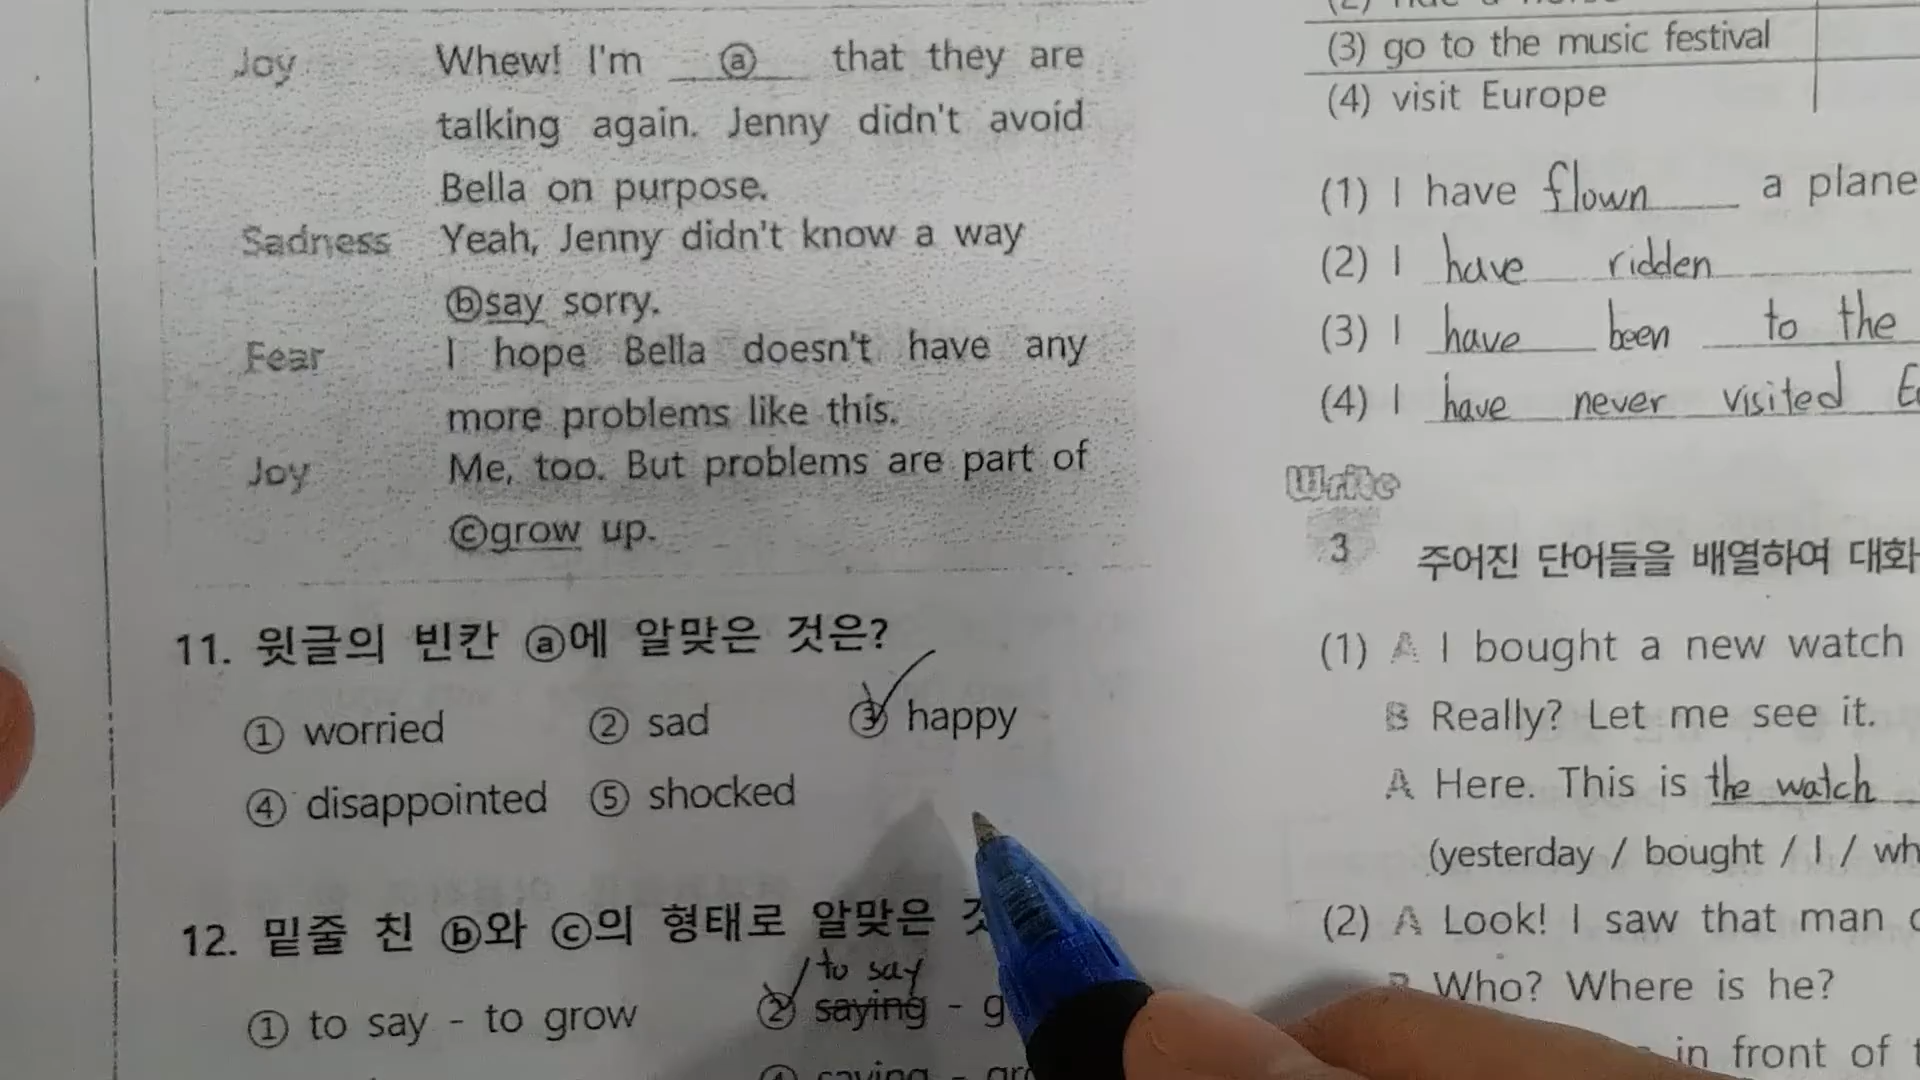 Joy Whew! I'm ⓐ that they are
talking again. Jenny didn't avoid
Bella on purpose.
Sadness Yeah, Jenny didn't know a way
ⓑsay sorry.
Fear I hope Bella doesn't have any
more problems like this.
Joy Me, too. But problems are part of
ⓒgrow up.
11. 윗글의 빈칸 ⓐ에 알맞은 것은?
① worried ② sad ③ happy
④ disappointed ⑤ shocked
12. 밑줄 친 ⓑ와 ⓒ의 형태로 알맞은
to say
① to say - to grow ② saying - g
④ saying - gr
(3) go to the music festival
(4) visit Europe
(1) I have flown a plane
(2) I have ridden
(3) I have been to the
(4) I have never visited E
Write
3 주어진 단어들을 배열하여 대화
(1) A I bought a new watch
B Really? Let me see it.
A Here. This is the watch
(yesterday / bought / I / wh
(2) A Look! I saw that man
B Who? Where is he?
in front of t